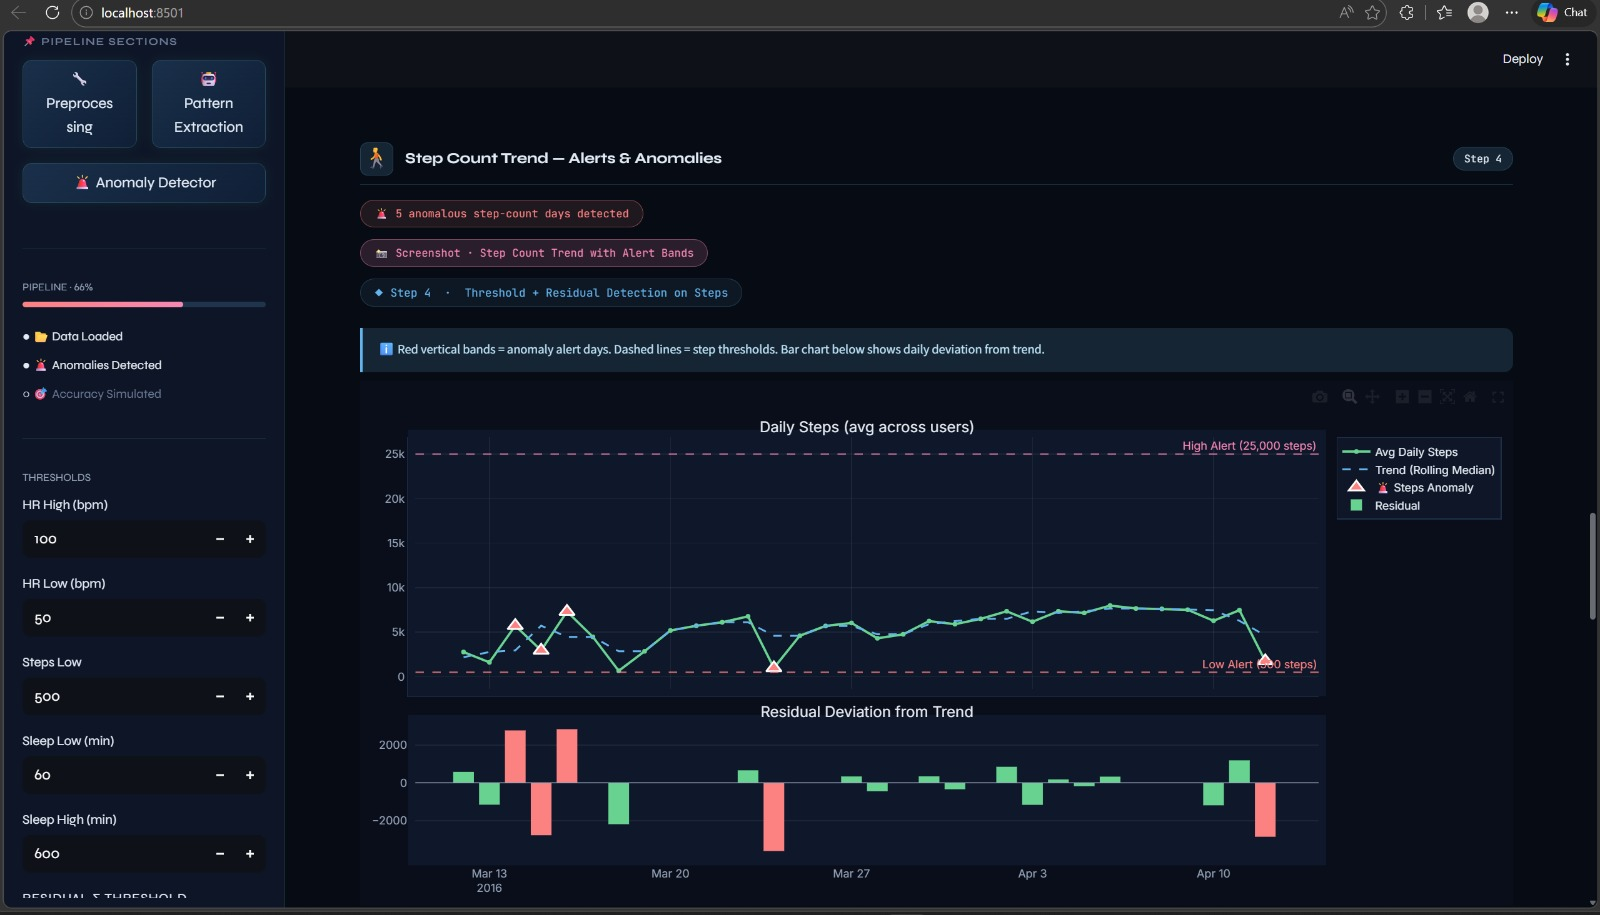 localhost:8501
Chat
PIPELINE SECTIONS
Preproces
sing
Pattern
Extraction
Anomaly Detector
PIPELINE · 66%
Data Loaded
Anomalies Detected
Accuracy Simulated
THRESHOLDS
HR High (bpm)
100
HR Low (bpm)
50
Steps Low
500
Sleep Low (min)
60
Sleep High (min)
600
RESIDUAL Σ THRESHOLD
Deploy
Step Count Trend — Alerts & Anomalies
Step 4
5 anomalous step-count days detected
Screenshot · Step Count Trend with Alert Bands
Step 4 · Threshold + Residual Detection on Steps
Red vertical bands = anomaly alert days. Dashed lines = step thresholds. Bar chart below shows daily deviation from trend.
Daily Steps (avg across users)
High Alert (25,000 steps)
25k
20k
15k
10k
5k
0
Low Alert (500 steps)
Avg Daily Steps
Trend (Rolling Median)
Steps Anomaly
Residual
Residual Deviation from Trend
2000
0
−2000
Mar 13
2016
Mar 20
Mar 27
Apr 3
Apr 10